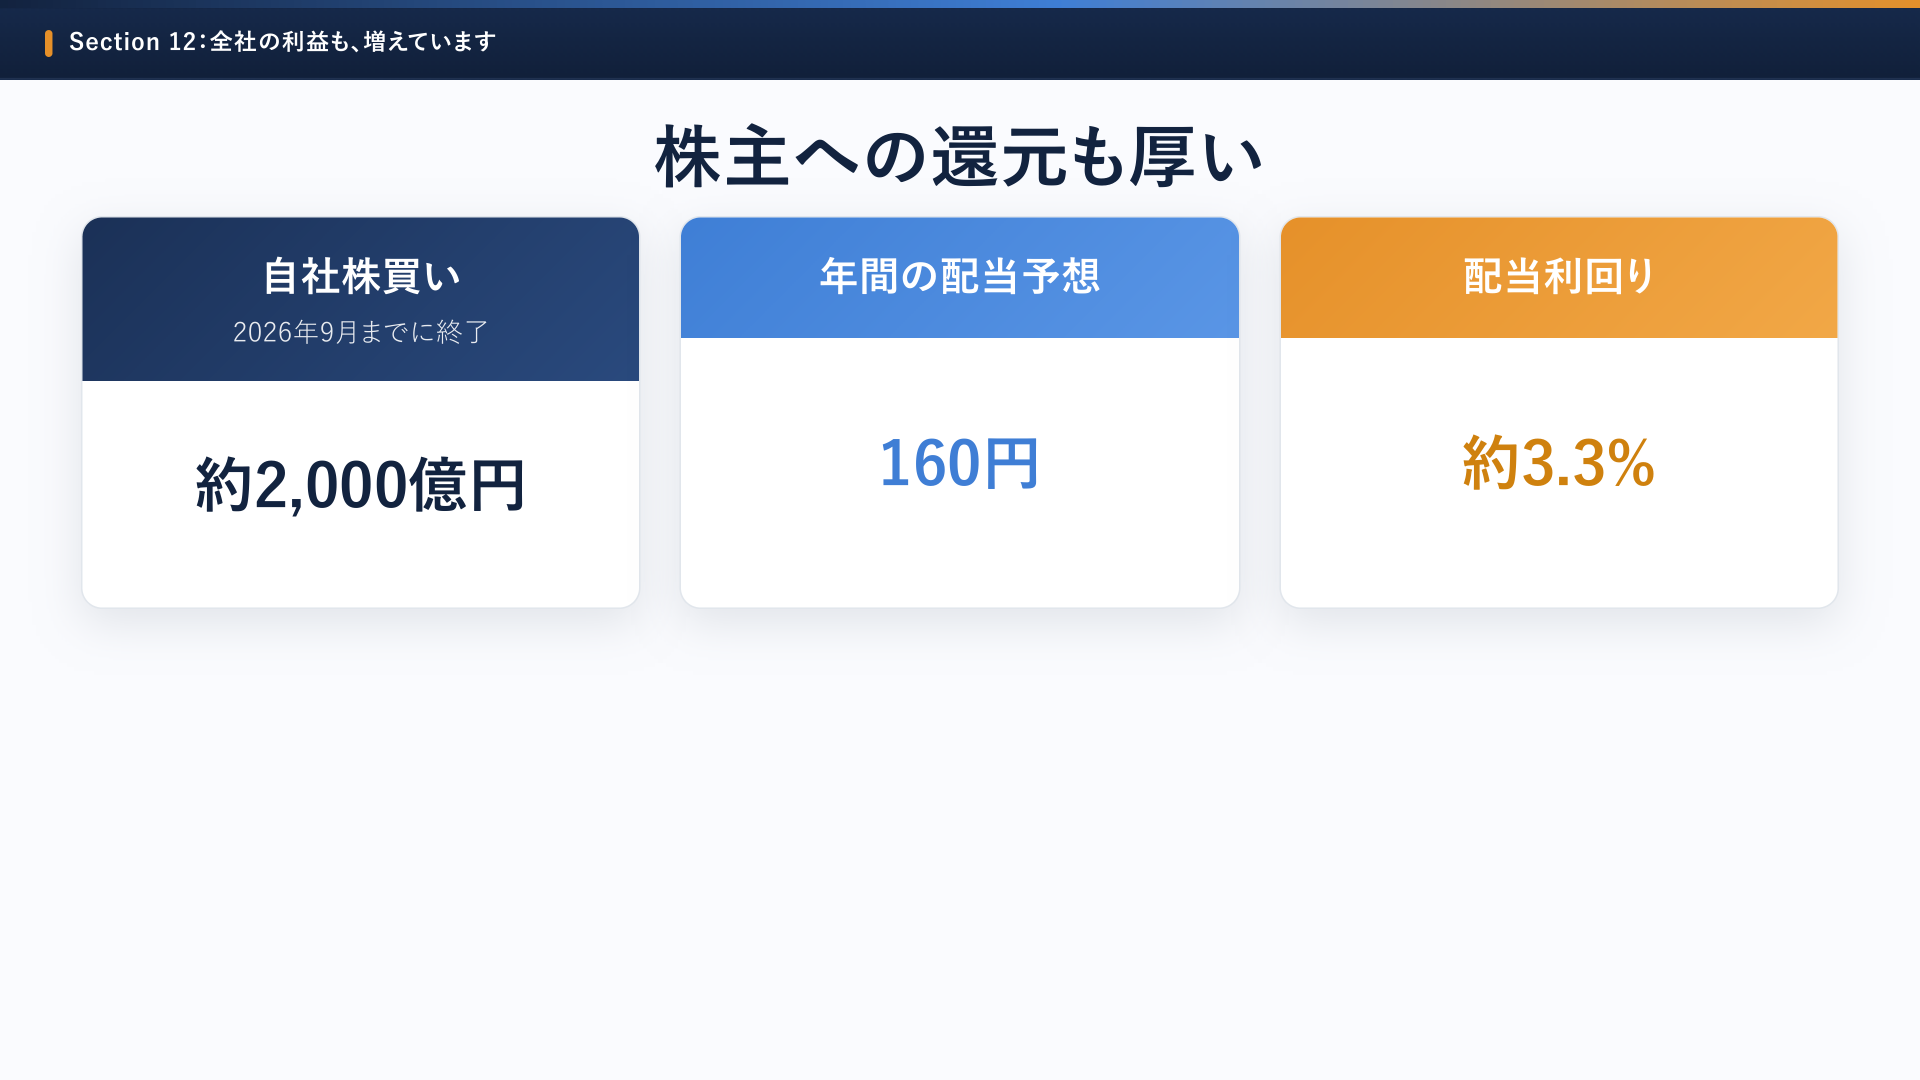 Section 12：全社の利益も、増えています
株主への還元も厚い
自社株買い
2026年9月までに終了
約2,000億円
年間の配当予想
160円
配当利回り
約3.3%